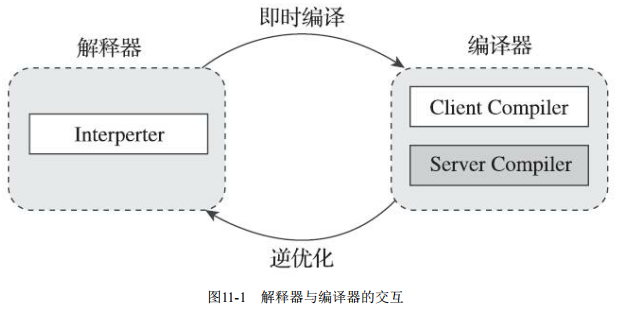 即时编译
解释器
编译器
Interperter
Client Compiler
Server Compiler
逆优化
图11-1 解释器与编译器的交互